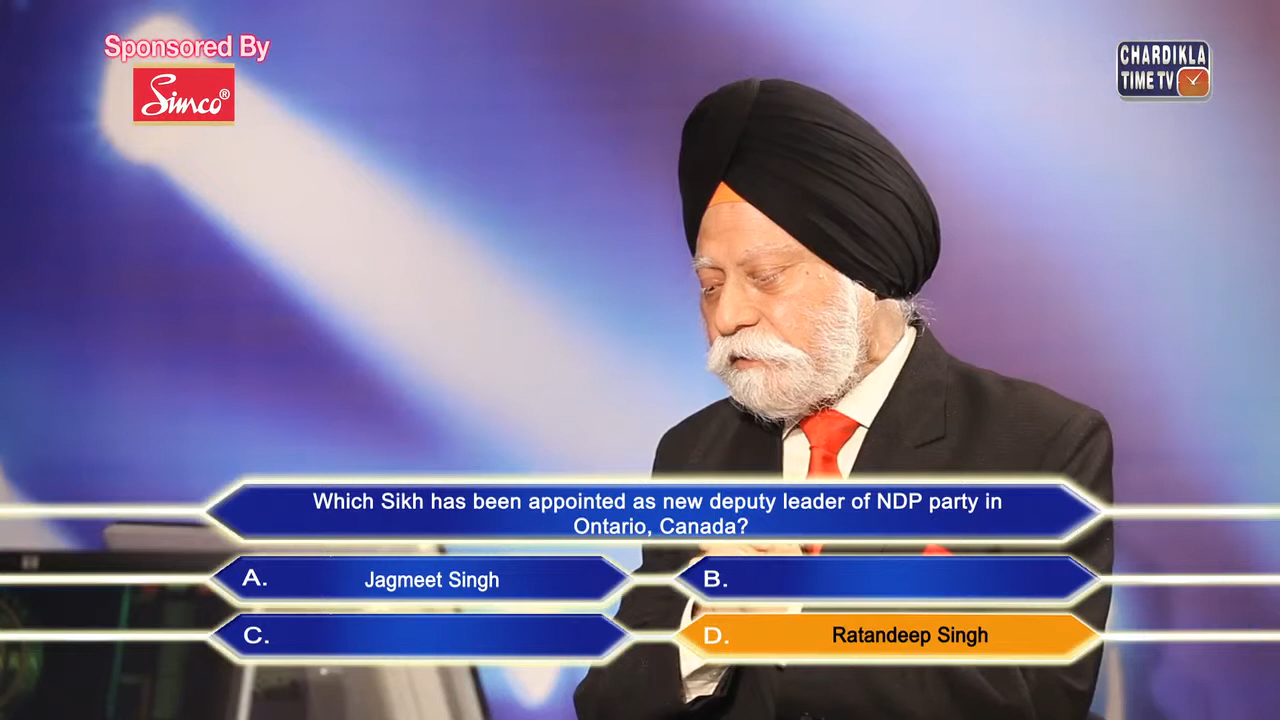 Sponsored By
Simco®
CHARDIKLA
TIME TV
Which Sikh has been appointed as new deputy leader of NDP party in
Ontario, Canada?
A. Jagmeet Singh
B.
C.
D. Ratandeep Singh